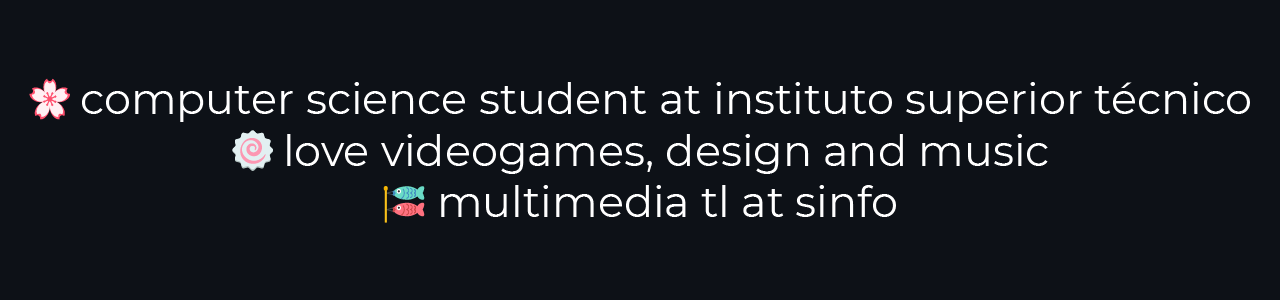 🌸 computer science student at instituto superior técnico
🍥 love videogames, design and music
🎏 multimedia tl at sinfo